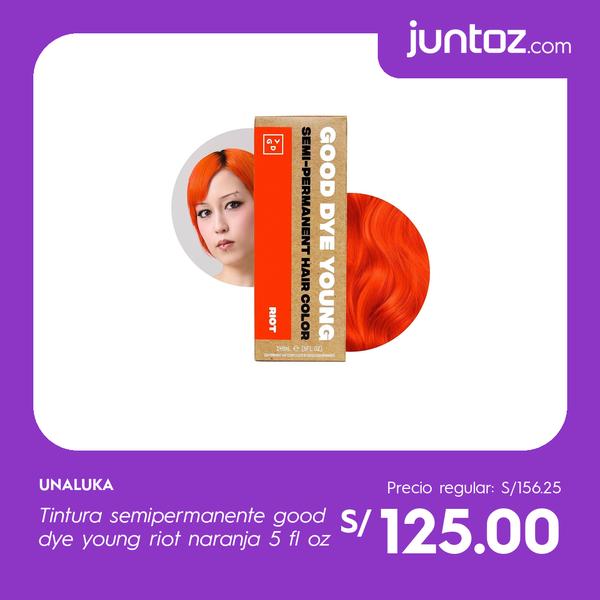 juntoz.com
GOOD DYE YOUNG
SEMI-PERMANENT HAIR COLOR
GYD
RIOT
UNALUKA
Tintura semipermanente good
dye young riot naranja 5 fl oz
Precio regular: S/156.25
S/125.00